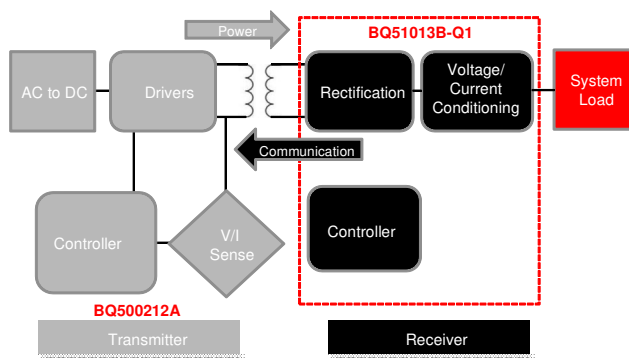 Power
BQ51013B-Q1
AC to DC
Drivers
Rectification
Voltage/
Current
Conditioning
System
Load
Communication
Controller
V/I
Sense
Controller
BQ500212A
Transmitter
Receiver